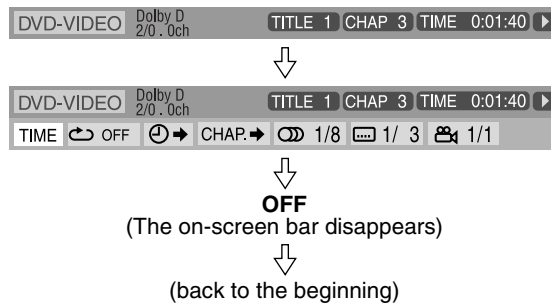 DVD-VIDEO Dolby D 2/0 . 0ch TITLE 1 CHAP 3 TIME 0:01:40
DVD-VIDEO Dolby D 2/0 . 0ch TITLE 1 CHAP 3 TIME 0:01:40
TIME OFF CHAP. 1/8 1/ 3 1/1
OFF
(The on-screen bar disappears)
(back to the beginning)